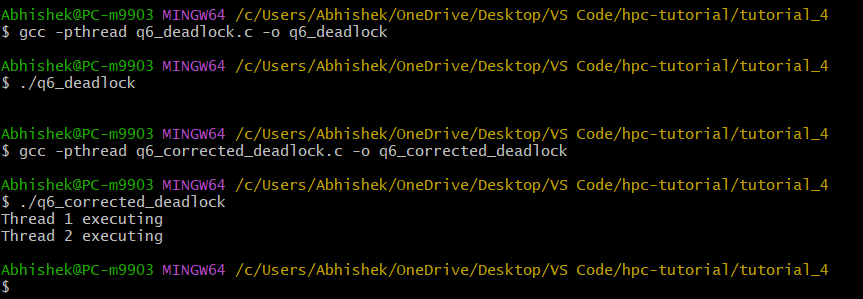 Abhishek@PC-m9903 MINGW64 /c/Users/Abhishek/OneDrive/Desktop/VS Code/hpc-tutorial/tutorial_4
$ gcc -pthread q6_deadlock.c -o q6_deadlock
Abhishek@PC-m9903 MINGW64 /c/Users/Abhishek/OneDrive/Desktop/VS Code/hpc-tutorial/tutorial_4
$ ./q6_deadlock
Abhishek@PC-m9903 MINGW64 /c/Users/Abhishek/OneDrive/Desktop/VS Code/hpc-tutorial/tutorial_4
$ gcc -pthread q6_corrected_deadlock.c -o q6_corrected_deadlock
Abhishek@PC-m9903 MINGW64 /c/Users/Abhishek/OneDrive/Desktop/VS Code/hpc-tutorial/tutorial_4
$ ./q6_corrected_deadlock
Thread 1 executing
Thread 2 executing
Abhishek@PC-m9903 MINGW64 /c/Users/Abhishek/OneDrive/Desktop/VS Code/hpc-tutorial/tutorial_4
$